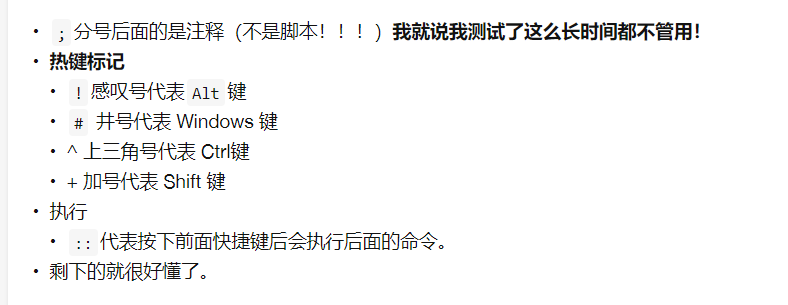 ; 分号后面的是注释（不是脚本！！！）我就说我测试了这么长时间都不管用！
热键标记
! 感叹号代表 Alt 键
# 井号代表 Windows 键
^ 上三角号代表 Ctrl键
+ 加号代表 Shift 键
执行
:: 代表按下前面快捷键后会执行后面的命令。
剩下的就很好懂了。